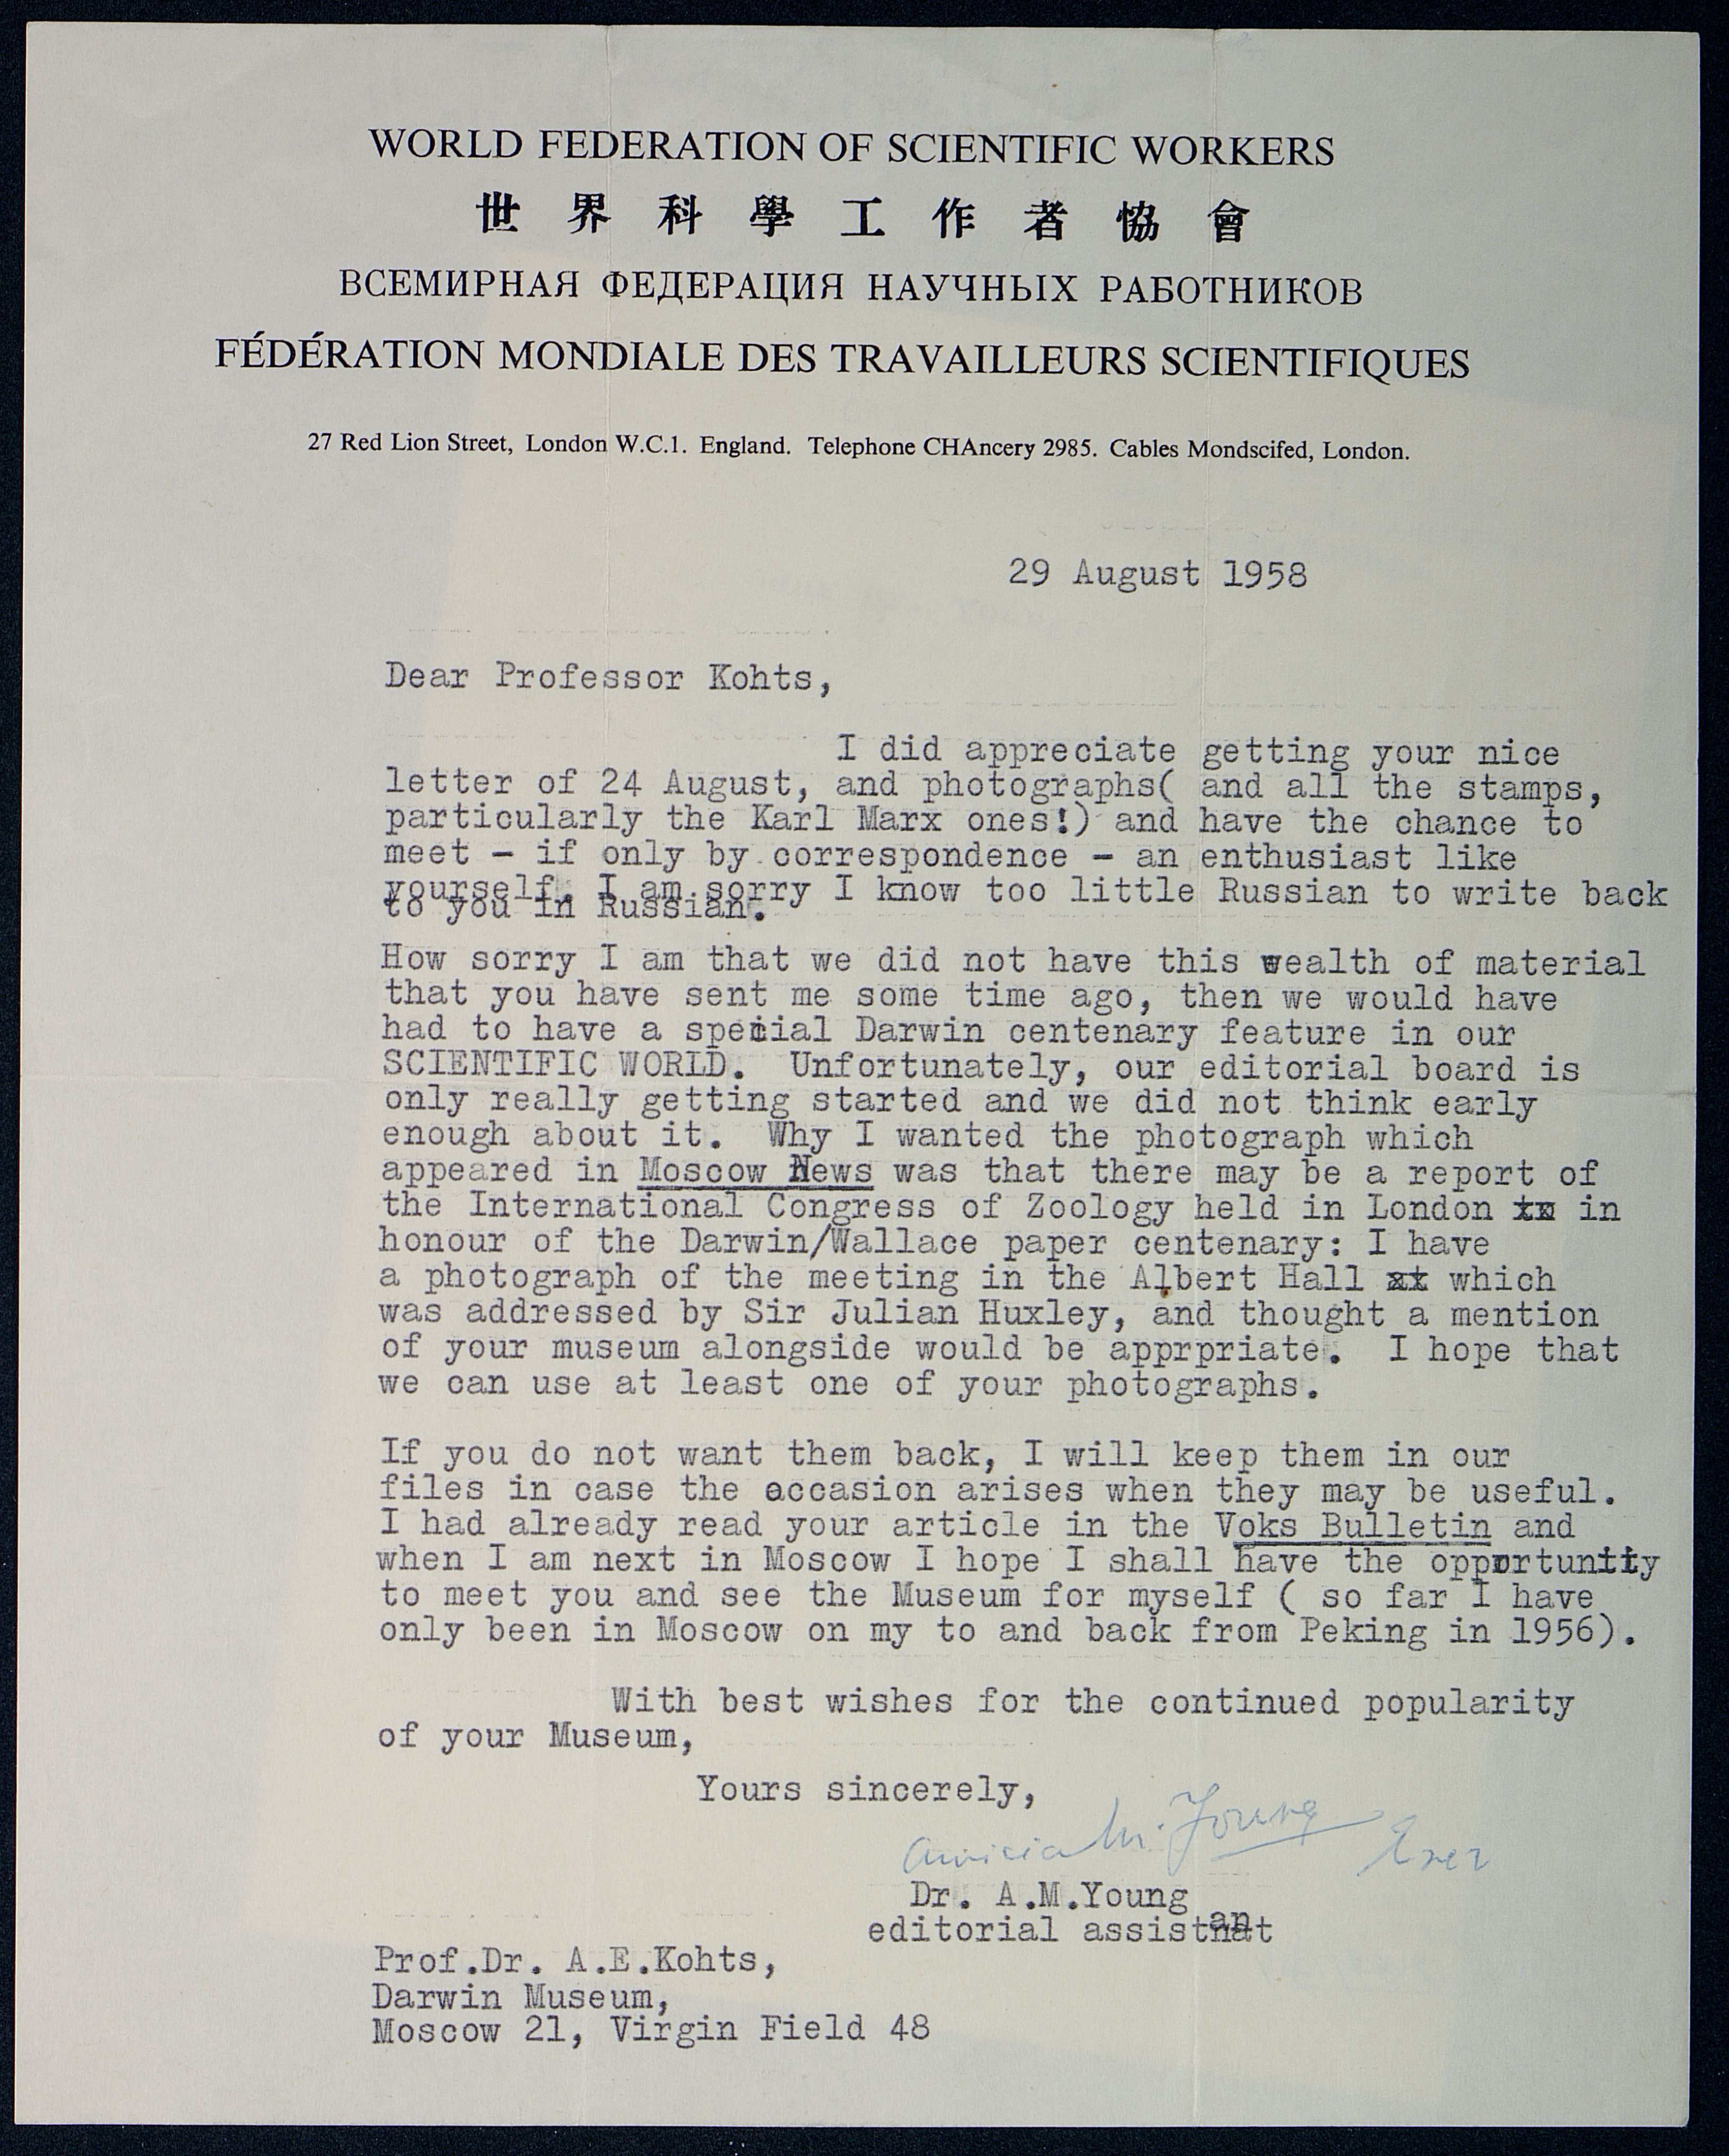 WORLD FEDERATION OF SCIENTIFIC WORKERS
世界科學工作者協會
ВСЕМИРНАЯ ФЕДЕРАЦИЯ НАУЧНЫХ РАБОТНИКОВ
FÉDÉRATION MONDIALE DES TRAVAILLEURS SCIENTIFIQUES
27 Red Lion Street, London W.C.1. England. Telephone CHAncery 2985. Cables Mondscifed, London.
29 August 1958
Dear Professor Kohts,
I did appreciate getting your nice
letter of 24 August, and photographs( and all the stamps,
particularly the Karl Marx ones!) and have the chance to
meet - if only by correspondence - an enthusiast like
yourself. I am sorry I know too little Russian to write back
to you in Russian.
How sorry I am that we did not have this wealth of material
that you have sent me some time ago, then we would have
had to have a special Darwin centenary feature in our
SCIENTIFIC WORLD. Unfortunately, our editorial board is
only really getting started and we did not think early
enough about it. Why I wanted the photograph which
appeared in Moscow News was that there may be a report of
the International Congress of Zoology held in London in
honour of the Darwin/Wallace paper centenary: I have
a photograph of the meeting in the Albert Hall which
was addressed by Sir Julian Huxley, and thought a mention
of your museum alongside would be apprpriate. I hope that
we can use at least one of your photographs.
If you do not want them back, I will keep them in our
files in case the occasion arises when they may be useful.
I had already read your article in the Voks Bulletin and
when I am next in Moscow I hope I shall have the opportunity
to meet you and see the Museum for myself ( so far I have
only been in Moscow on my to and back from Peking in 1956).
With best wishes for the continued popularity
of your Museum,
Yours sincerely,
Amicia M. Young
Dr. A.M.Young
editorial assistant
Prof.Dr. A.E.Kohts,
Darwin Museum,
Moscow 21, Virgin Field 48